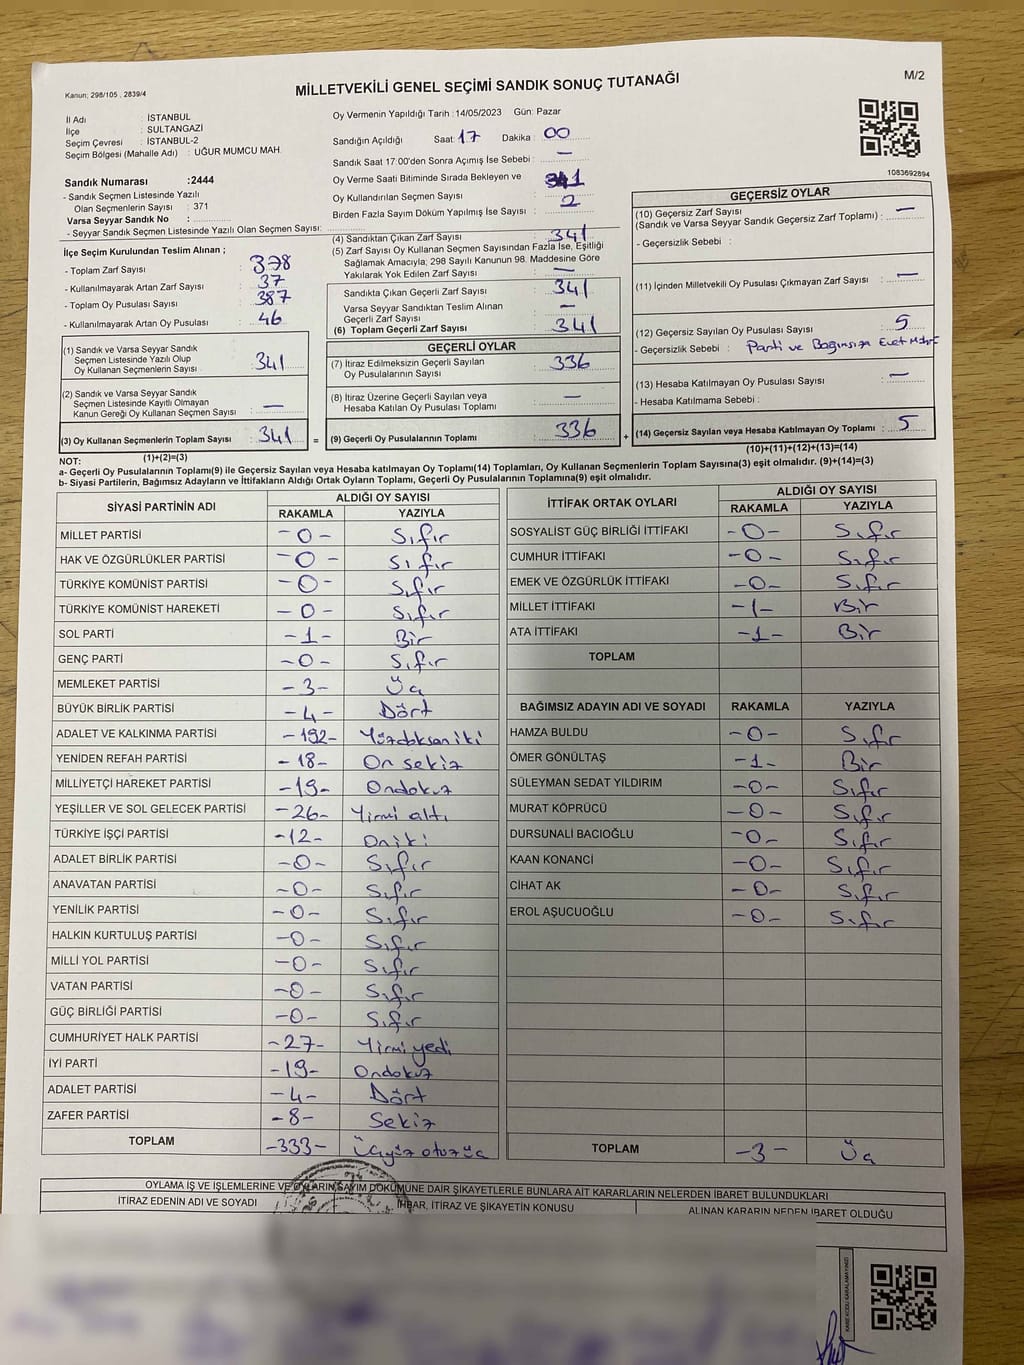 MİLLETVEKİLİ GENEL SEÇİMİ SANDIK SONUÇ TUTANAĞI
M/2
Kanun; 298/105 , 2839/4
İl Adı : İSTANBUL
İlçe : SULTANGAZİ
Seçim Çevresi : İSTANBUL-2
Seçim Bölgesi (Mahalle Adı) : UĞUR MUMCU MAH.
Sandık Numarası :2444
- Sandık Seçmen Listesinde Yazılı
Olan Seçmenlerin Sayısı : 371
Varsa Seyyar Sandık No :
- Seyyar Sandık Seçmen Listesinde Yazılı Olan Seçmen Sayısı:
Oy Vermenin Yapıldığı Tarih :14/05/2023 Gün: Pazar
Sandığın Açıldığı Saat: 17 Dakika : 00
Sandık Saat 17:00'den Sonra Açımış İse Sebebi : —
Oy Verme Saati Bitiminde Sırada Bekleyen ve
Oy Kullandırılan Seçmen Sayısı :
Birden Fazla Sayım Döküm Yapılmış İse Sayısı : 2
1083692894
İlçe Seçim Kurulundan Teslim Alınan ;
- Toplam Zarf Sayısı : 378
- Kullanılmayarak Artan Zarf Sayısı : 37
- Toplam Oy Pusulası Sayısı : 387
- Kullanılmayarak Artan Oy Pusulası : 46
(1) Sandık ve Varsa Seyyar Sandık
Seçmen Listesinde Yazılı Olup
Oy Kullanan Seçmenlerin Sayısı : 341
(2) Sandık ve Varsa Seyyar Sandık
Seçmen Listesinde Kayıtlı Olmayan
Kanun Gereği Oy Kullanan Seçmen Sayısı : —
(3) Oy Kullanan Seçmenlerin Toplam Sayısı : 341
(1)+(2)=(3)
(4) Sandıktan Çıkan Zarf Sayısı : 341
(5) Zarf Sayısı Oy Kullanan Seçmen Sayısından Fazla İse, Eşitliği
Sağlamak Amacıyla; 298 Sayılı Kanunun 98. Maddesine Göre
Yakılarak Yok Edilen Zarf Sayısı : —
Sandıkta Çıkan Geçerli Zarf Sayısı : 341
Varsa Seyyar Sandıktan Teslim Alınan
Geçerli Zarf Sayısı : —
(6) Toplam Geçerli Zarf Sayısı : 341
GEÇERLİ OYLAR
(7) İtiraz Edilmeksizin Geçerli Sayılan
Oy Pusulalarının Sayısı : 336
(8) İtiraz Üzerine Geçerli Sayılan veya
Hesaba Katılan Oy Pusulası Toplamı : —
= (9) Geçerli Oy Pusulalarının Toplamı : 336 +
GEÇERSİZ OYLAR
(10) Geçersiz Zarf Sayısı
(Sandık ve Varsa Seyyar Sandık Geçersiz Zarf Toplamı) : —
- Geçersizlik Sebebi :
(11) İçinden Milletvekili Oy Pusulası Çıkmayan Zarf Sayısı : —
(12) Geçersiz Sayılan Oy Pusulası Sayısı : 5
- Geçersizlik Sebebi : Parti ve Bağımsıza Evet
(13) Hesaba Katılmayan Oy Pusulası Sayısı : —
- Hesaba Katılmama Sebebi :
(14) Geçersiz Sayılan veya Hesaba Katılmayan Oy Toplamı : 5
(10)+(11)+(12)+(13)=(14)
NOT:
a- Geçerli Oy Pusulalarının Toplamı(9) ile Geçersiz Sayılan veya Hesaba katılmayan Oy Toplamı(14) Toplamları, Oy Kullanan Seçmenlerin Toplam Sayısına(3) eşit olmalıdır. (9)+(14)=(3)
b- Siyasi Partilerin, Bağımsız Adayların ve İttifakların Aldığı Ortak Oyların Toplamı, Geçerli Oy Pusulalarının Toplamına(9) eşit olmalıdır.
SİYASİ PARTİNİN ADI ALDIĞI OY SAYISI
RAKAMLA YAZIYLA
MİLLET PARTİSİ -0- Sıfır
HAK VE ÖZGÜRLÜKLER PARTİSİ -0- Sıfır
TÜRKİYE KOMÜNİST PARTİSİ -0- Sıfır
TÜRKİYE KOMÜNİST HAREKETİ -0- Sıfır
SOL PARTİ -1- Bir
GENÇ PARTİ -0- Sıfır
MEMLEKET PARTİSİ -3- Üç
BÜYÜK BİRLİK PARTİSİ -4- Dört
ADALET VE KALKINMA PARTİSİ -192- Yüzdoksan iki
YENİDEN REFAH PARTİSİ -18- On sekiz
MİLLİYETÇİ HAREKET PARTİSİ -19- Ondokuz
YEŞİLLER VE SOL GELECEK PARTİSİ -26- Yirmi altı
TÜRKİYE İŞÇİ PARTİSİ -12- Oniki
ADALET BİRLİK PARTİSİ -0- Sıfır
ANAVATAN PARTİSİ -0- Sıfır
YENİLİK PARTİSİ -0- Sıfır
HALKIN KURTULUŞ PARTİSİ -0- Sıfır
MİLLİ YOL PARTİSİ -0- Sıfır
VATAN PARTİSİ -0- Sıfır
GÜÇ BİRLİĞİ PARTİSİ -0- Sıfır
CUMHURİYET HALK PARTİSİ -27- Yirmi yedi
İYİ PARTİ -19- Ondokuz
ADALET PARTİSİ -4- Dört
ZAFER PARTİSİ -8- Sekiz
TOPLAM -333- Üçyüz otuz üç
İTTİFAK ORTAK OYLARI ALDIĞI OY SAYISI
RAKAMLA YAZIYLA
SOSYALİST GÜÇ BİRLİĞİ İTTİFAKI -0- Sıfır
CUMHUR İTTİFAKI -0- Sıfır
EMEK VE ÖZGÜRLÜK İTTİFAKI -0- Sıfır
MİLLET İTTİFAKI -1- Bir
ATA İTTİFAKI -1- Bir
TOPLAM
BAĞIMSIZ ADAYIN ADI VE SOYADI RAKAMLA YAZIYLA
HAMZA BULDU -0- Sıfır
ÖMER GÖNÜLTAŞ -1- Bir
SÜLEYMAN SEDAT YILDIRIM -0- Sıfır
MURAT KÖPRÜCÜ -0- Sıfır
DURSUNALİ BACIOĞLU -0- Sıfır
KAAN KONANCİ -0- Sıfır
CİHAT AK -0- Sıfır
EROL AŞUCUOĞLU -0- Sıfır
TOPLAM -3- Üç
OYLAMA İŞ VE İŞLEMLERİNE VE OYLARIN SAYIM DÖKÜMÜNE DAİR ŞİKAYETLERLE BUNLARA AİT KARARLARIN NELERDEN İBARET BULUNDUKLARI
İTİRAZ EDENİN ADI VE SOYADI İHBAR, İTİRAZ VE ŞİKAYETİN KONUSU ALINAN KARARIN NEDEN İBARET OLDUĞU
KARE KODU KARALAMAYINIZ!